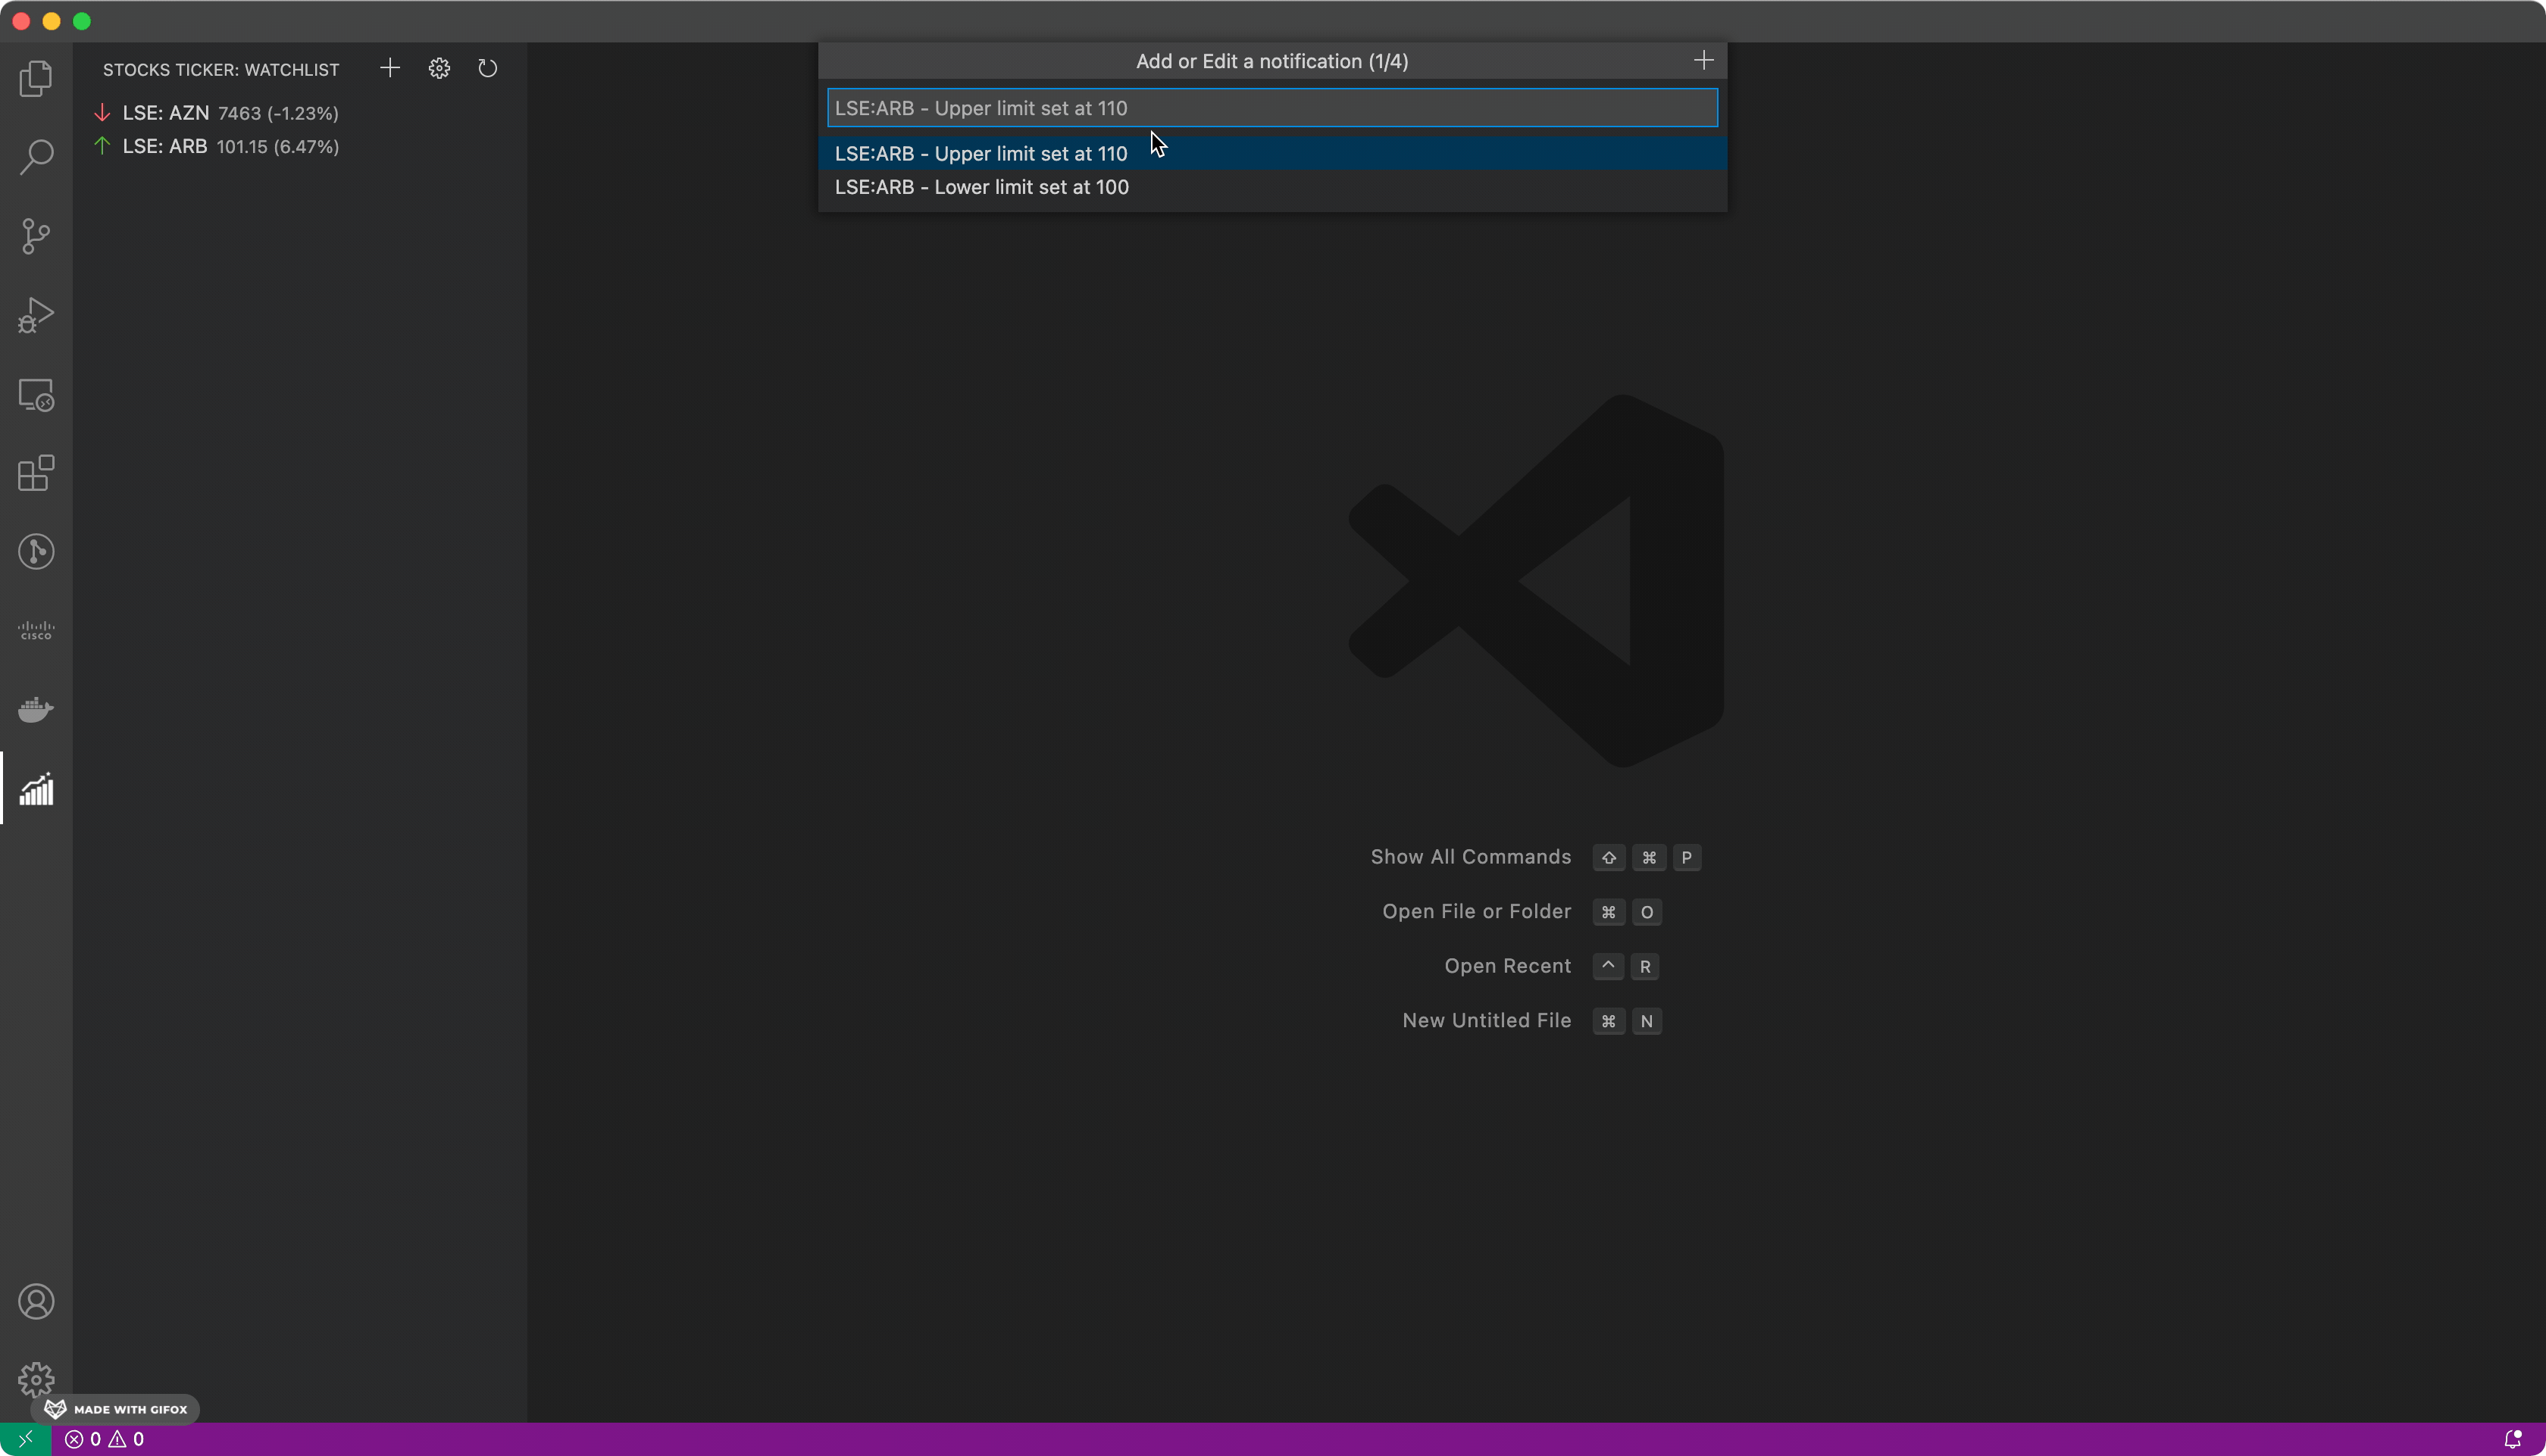 STOCKS TICKER: WATCHLIST
LSE: AZN 7463 (-1.23%)
LSE: ARB 101.15 (6.47%)
Add or Edit a notification (1/4)
LSE:ARB - Upper limit set at 110
LSE:ARB - Upper limit set at 110
LSE:ARB - Lower limit set at 100
CISCO
Show All Commands ⇧ ⌘ P
Open File or Folder ⌘ O
Open Recent ^ R
New Untitled File ⌘ N
MADE WITH GIFOX
0 0